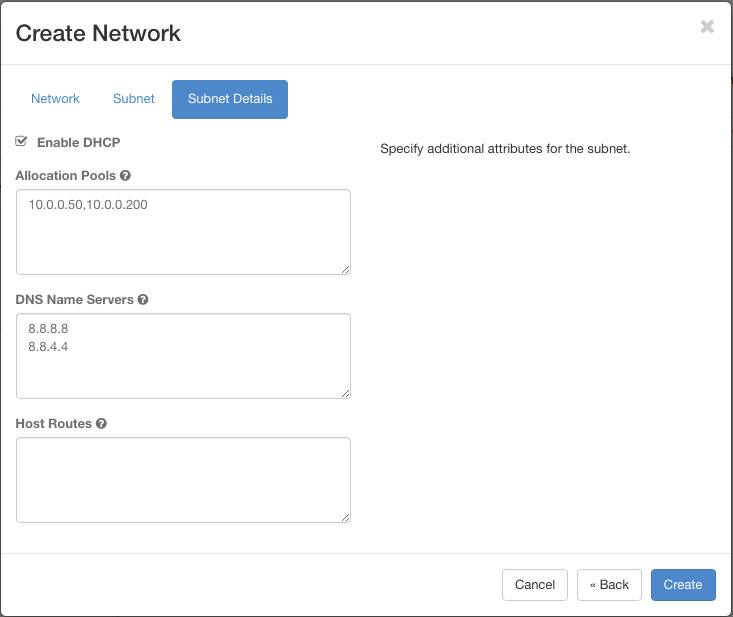 Create Network
Network Subnet Subnet Details
Enable DHCP
Specify additional attributes for the subnet.
Allocation Pools
10.0.0.50,10.0.0.200
DNS Name Servers
8.8.8.8
8.8.4.4
Host Routes
Cancel « Back Create